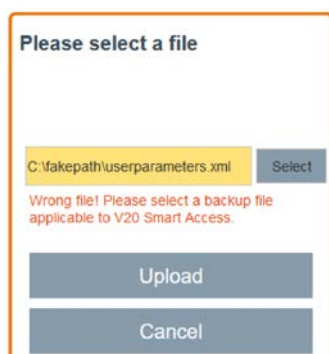 Please select a file
C:\fakepath\userparameters.xml
Select
Wrong file! Please select a backup file
applicable to V20 Smart Access.
Upload
Cancel